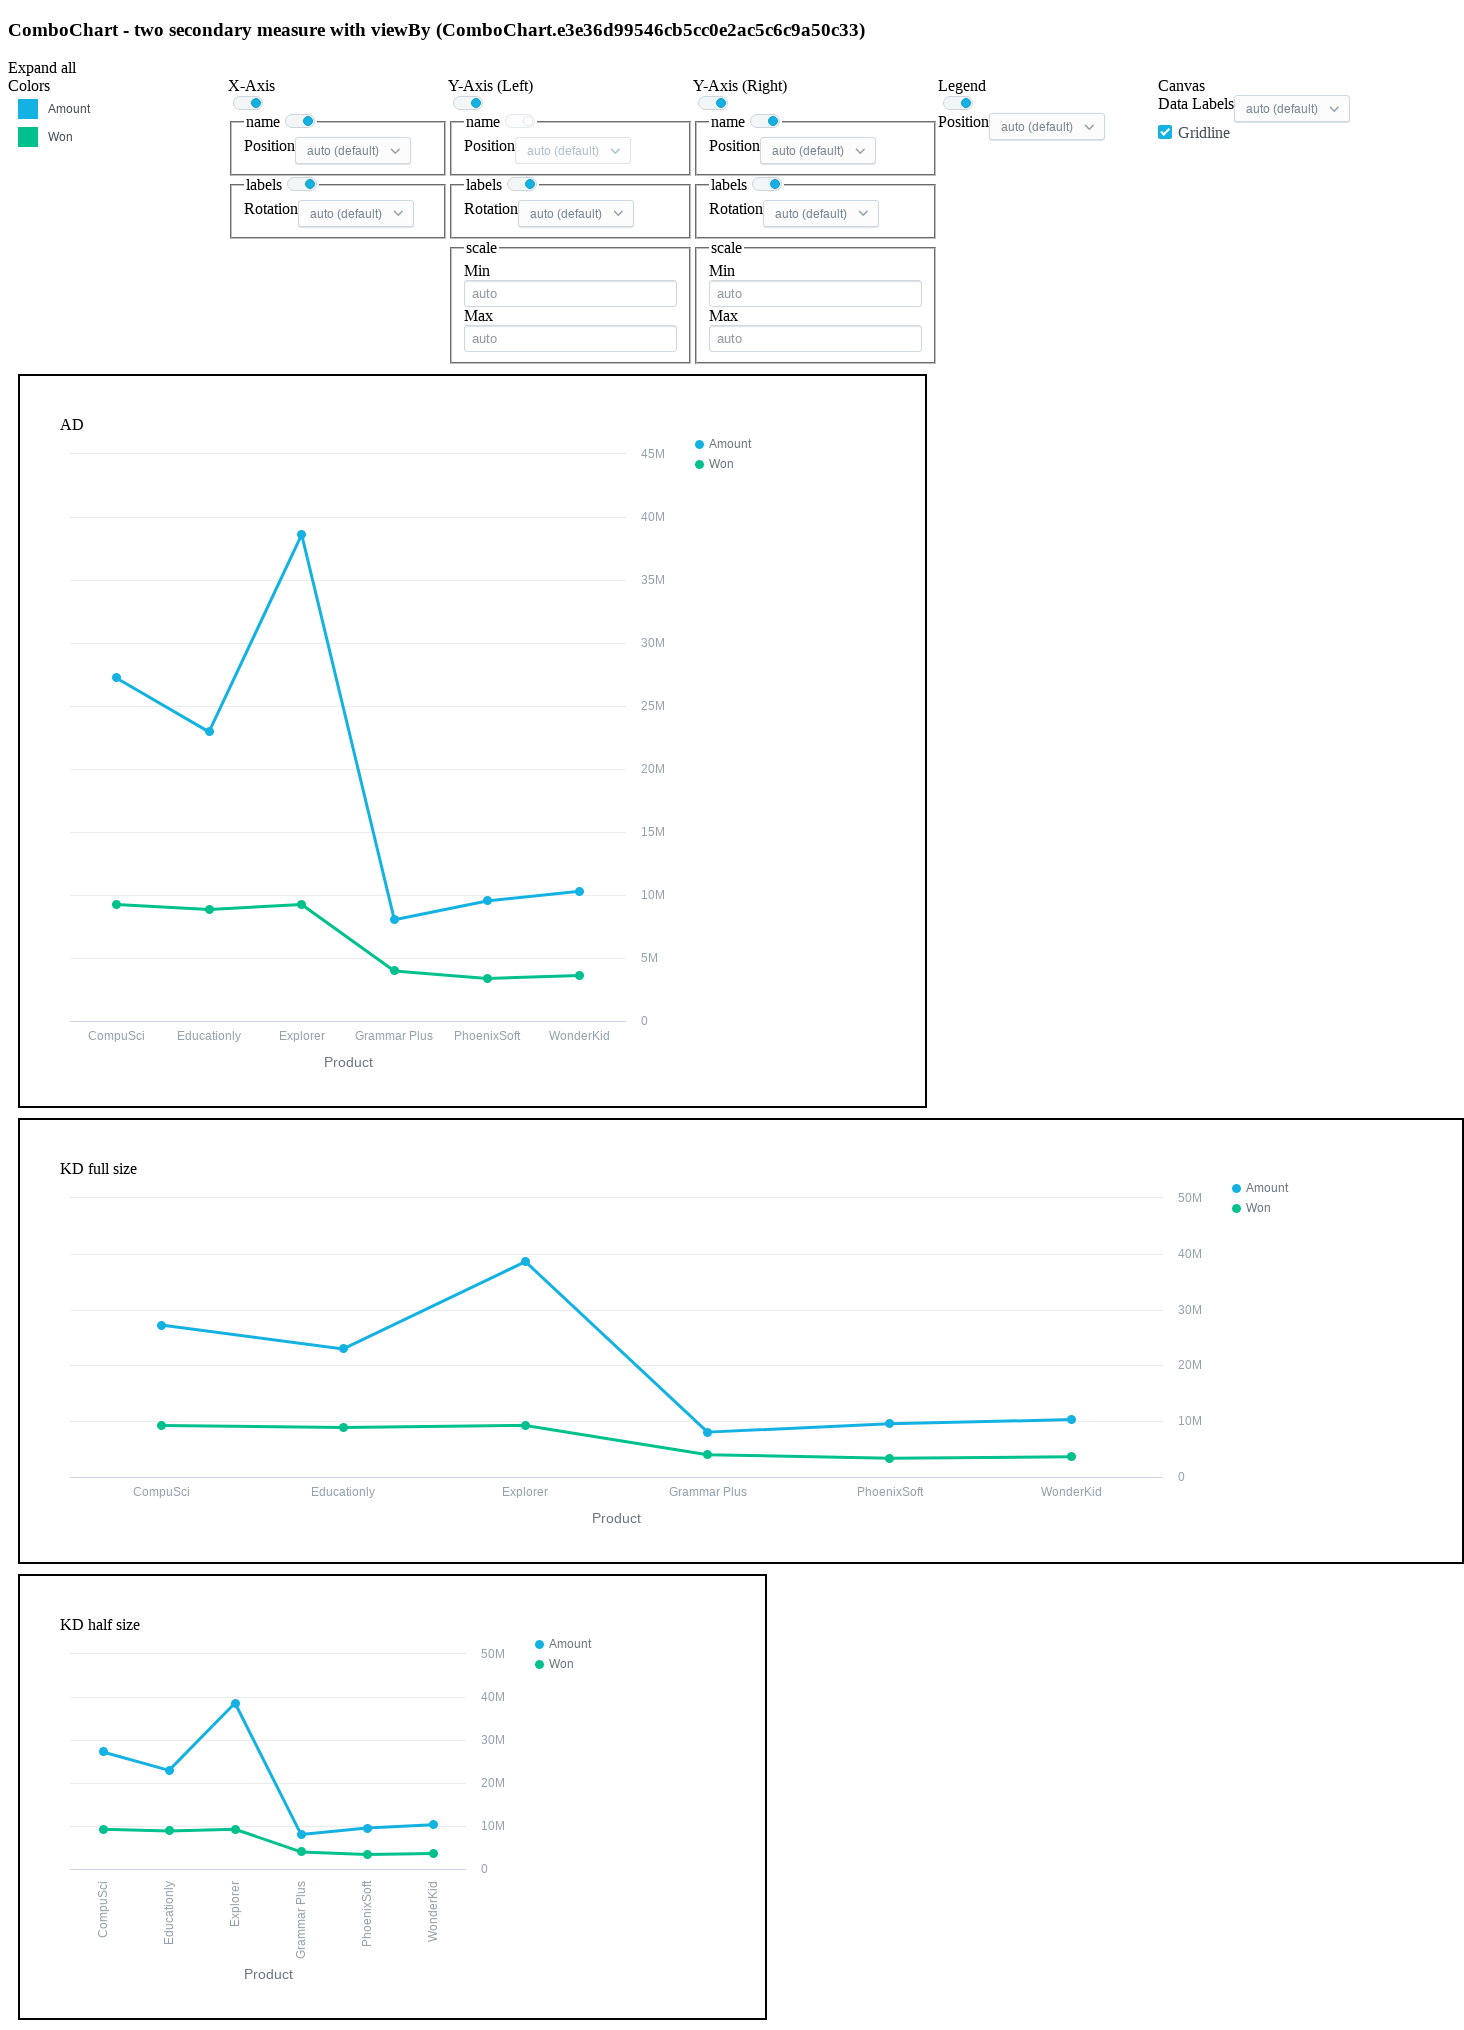 ComboChart - two secondary measure with viewBy (ComboChart.e3e36d99546cb5cc0e2ac5c6c9a50c33)
Expand all
Colors
Amount
Won
X-Axis
name
Position auto (default)
labels
Rotation auto (default)
Y-Axis (Left)
name
Position auto (default)
labels
Rotation auto (default)
scale
Min
auto
Max
auto
Y-Axis (Right)
name
Position auto (default)
labels
Rotation auto (default)
scale
Min
auto
Max
auto
Legend
Position auto (default)
Canvas
Data Labels auto (default)
Gridline
AD
45M
40M
35M
30M
25M
20M
15M
10M
5M
0
Amount
Won
CompuSci Educationly Explorer Grammar Plus PhoenixSoft WonderKid
Product
KD full size
50M
40M
30M
20M
10M
0
Amount
Won
CompuSci Educationly Explorer Grammar Plus PhoenixSoft WonderKid
Product
KD half size
50M
40M
30M
20M
10M
0
Amount
Won
CompuSci
Educationly
Explorer
Grammar Plus
PhoenixSoft
WonderKid
Product